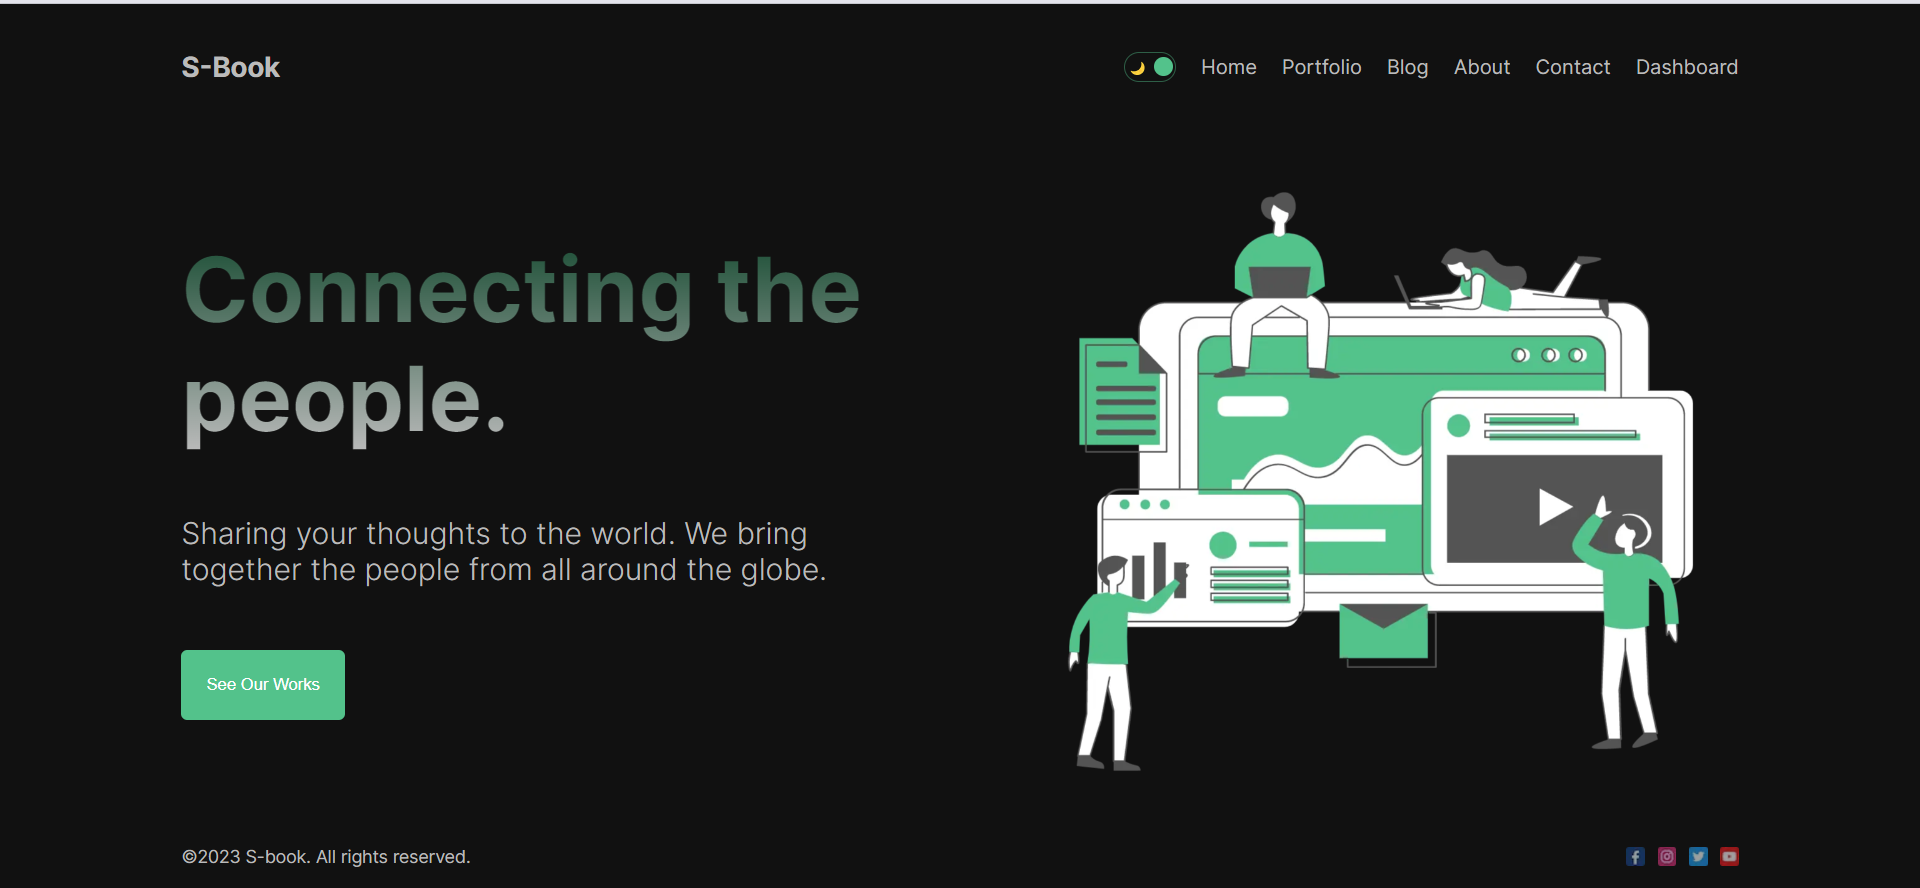 S-Book
Home Portfolio Blog About Contact Dashboard
Connecting the
people.
Sharing your thoughts to the world. We bring
together the people from all around the globe.
See Our Works
©2023 S-book. All rights reserved.